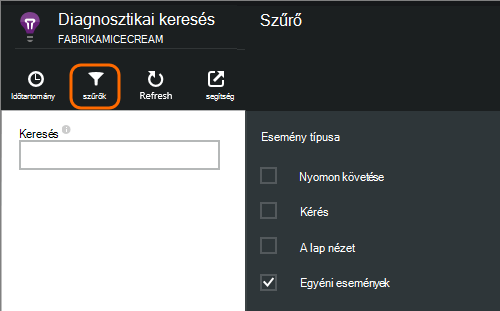 Diagnosztikai keresés
FABRIKAMICECREAM
Szűrő
Időtartomány
szűrők
Refresh
segítség
Keresés
Esemény típusa
Nyomon követése
Kérés
A lap nézet
Egyéni események